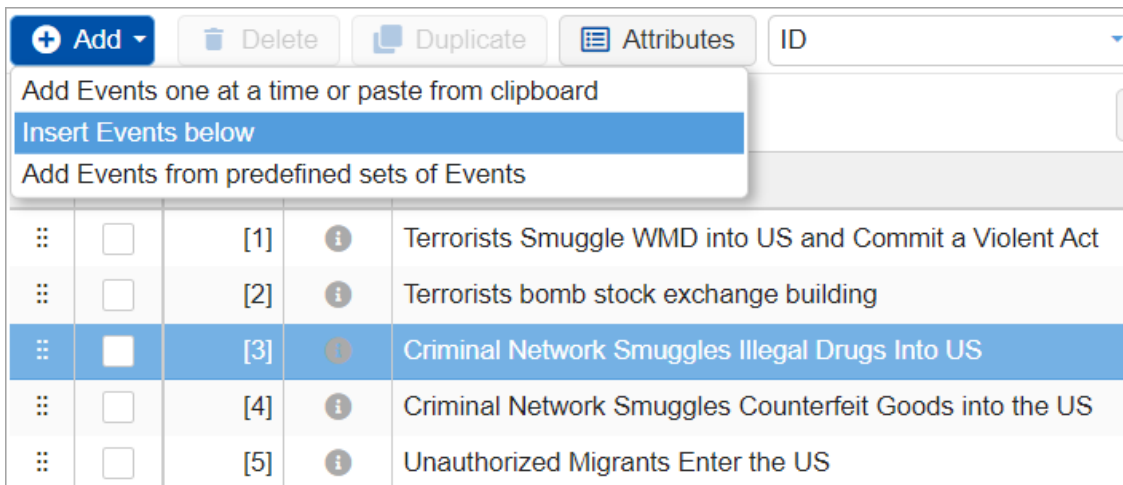 Add Delete Duplicate Attributes ID
Add Events one at a time or paste from clipboard
Insert Events below
Add Events from predefined sets of Events
[1] Terrorists Smuggle WMD into US and Commit a Violent Act
[2] Terrorists bomb stock exchange building
[3] Criminal Network Smuggles Illegal Drugs Into US
[4] Criminal Network Smuggles Counterfeit Goods into the US
[5] Unauthorized Migrants Enter the US